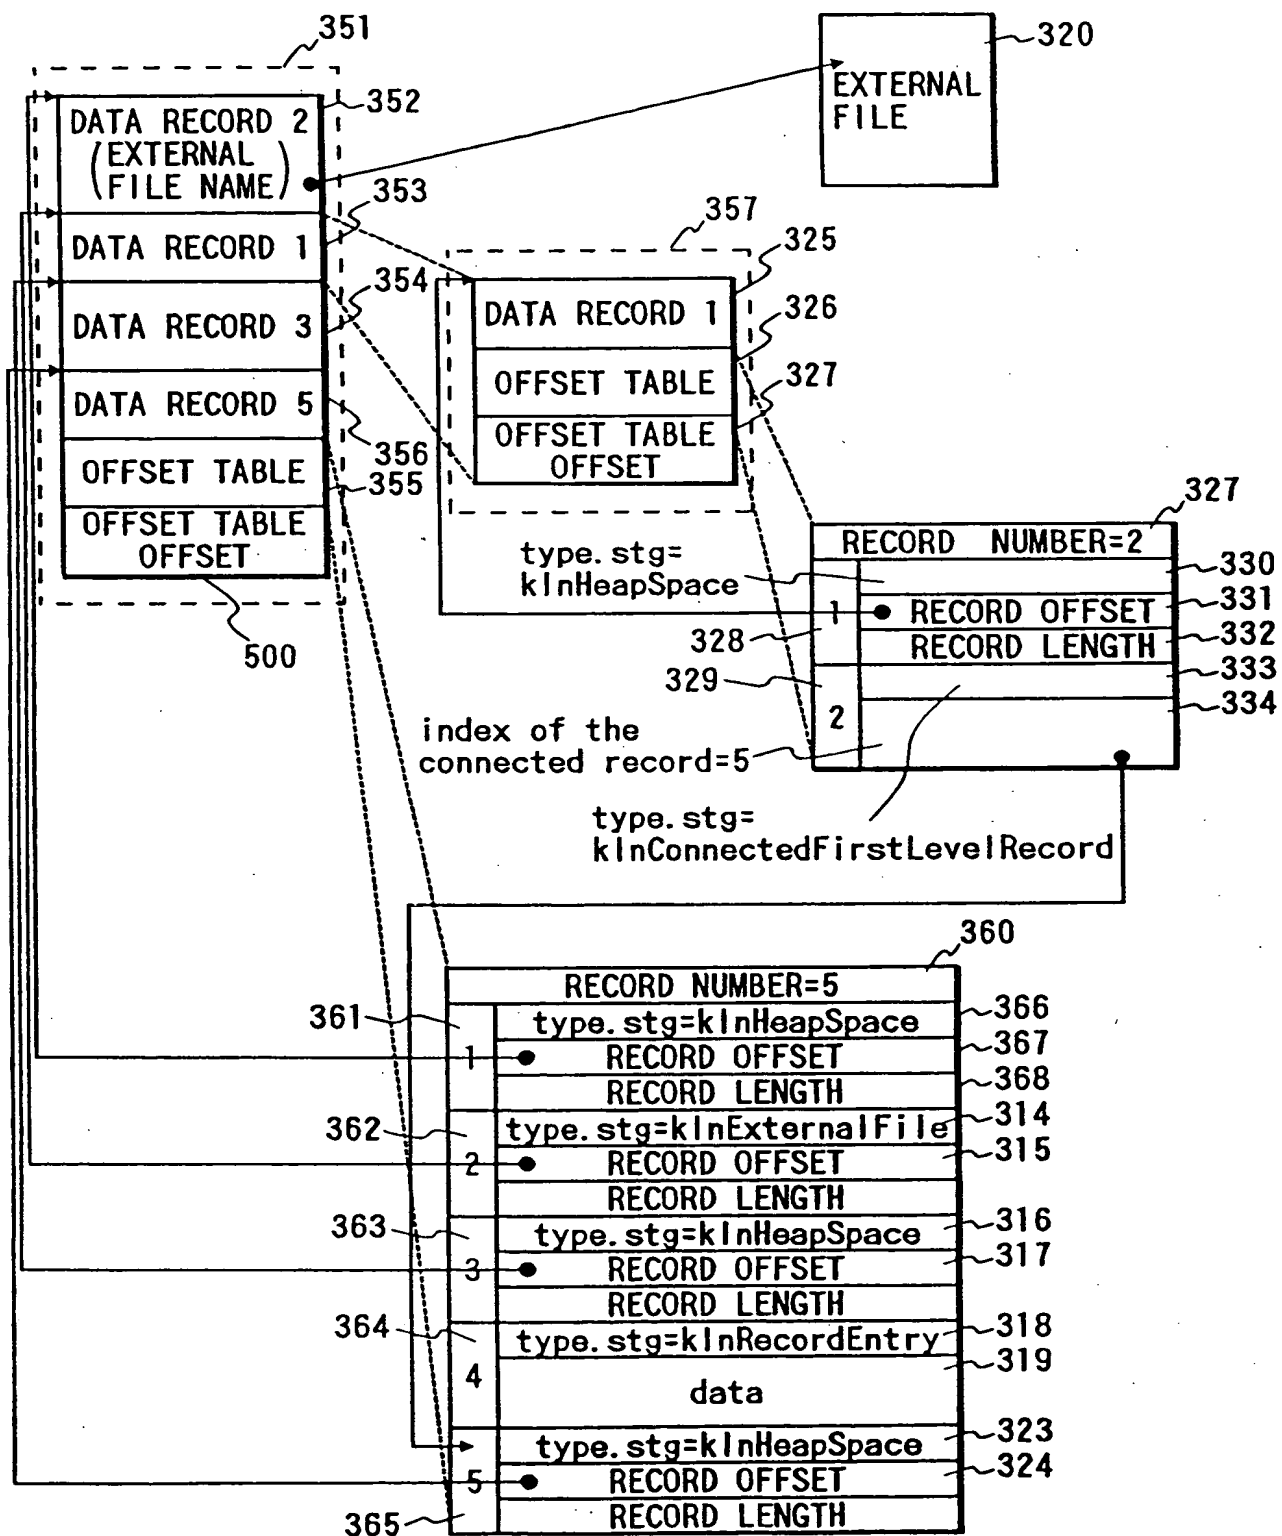 351
352
DATA RECORD 2
(EXTERNAL
FILE NAME)
353
DATA RECORD 1
354
DATA RECORD 3
DATA RECORD 5
356
OFFSET TABLE
355
OFFSET TABLE
OFFSET
500
320
EXTERNAL
FILE
357
325
DATA RECORD 1
326
OFFSET TABLE
327
OFFSET TABLE
OFFSET
327
RECORD NUMBER=2
type.stg=
kInHeapSpace
330
1
RECORD OFFSET
331
328
RECORD LENGTH
332
329
333
2
334
index of the
connected record=5
type.stg=
kInConnectedFirstLevelRecord
360
RECORD NUMBER=5
361
type.stg=kInHeapSpace
366
1
RECORD OFFSET
367
RECORD LENGTH
368
362
type.stg=kInExternalFile
314
2
RECORD OFFSET
315
RECORD LENGTH
363
type.stg=kInHeapSpace
316
3
RECORD OFFSET
317
RECORD LENGTH
364
type.stg=kInRecordEntry
318
4
data
319
type.stg=kInHeapSpace
323
5
RECORD OFFSET
324
365
RECORD LENGTH